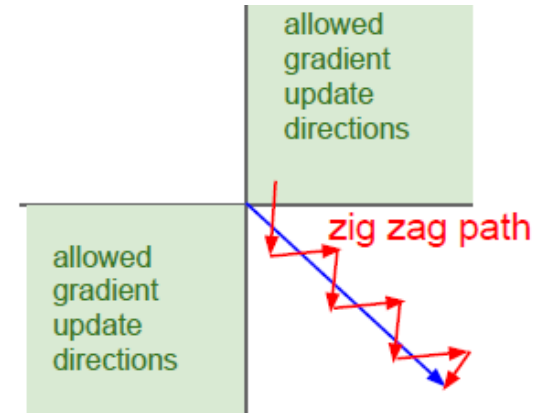 allowed
gradient
update
directions
zig zag path
allowed
gradient
update
directions